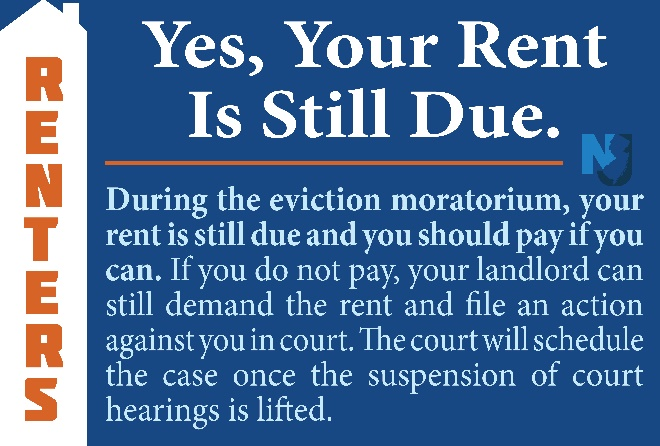 RENTERS
Yes, Your Rent
Is Still Due.
NJ
During the eviction moratorium, your
rent is still due and you should pay if you
can. If you do not pay, your landlord can
still demand the rent and file an action
against you in court. The court will schedule
the case once the suspension of court
hearings is lifted.